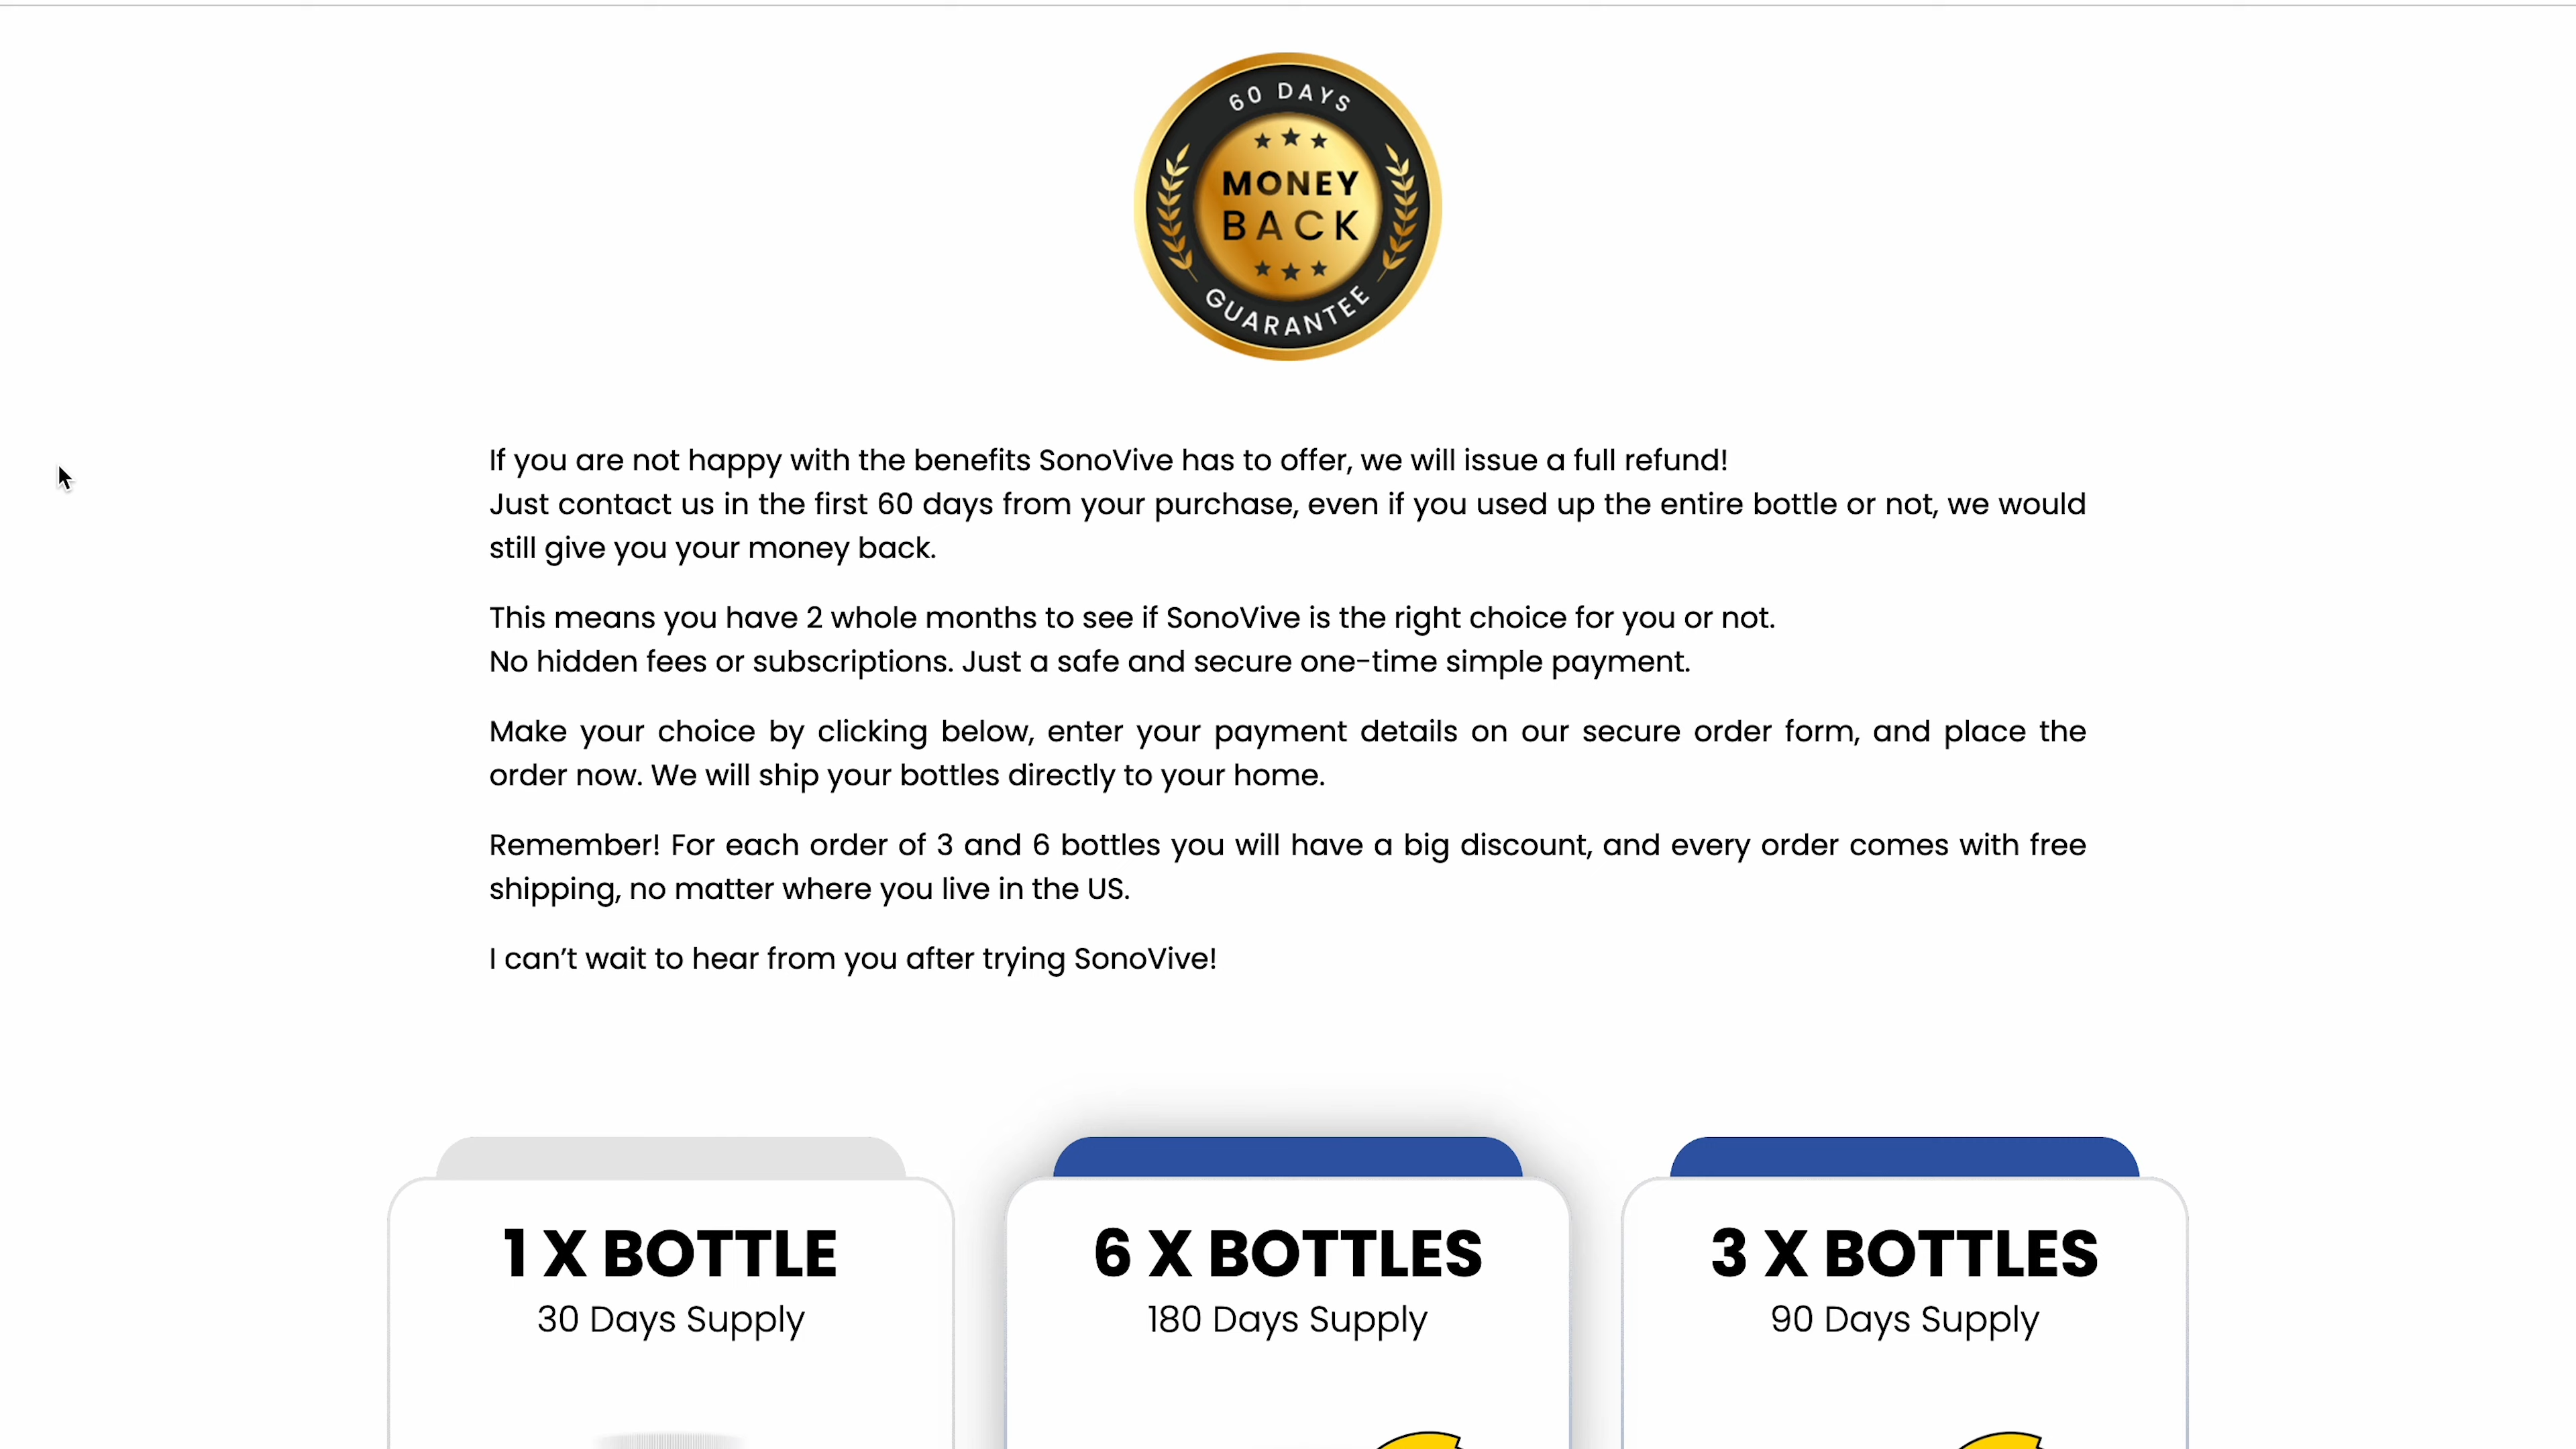 60 DAYS
MONEY
BACK
GUARANTEE
If you are not happy with the benefits SonoVive has to offer, we will issue a full refund!
Just contact us in the first 60 days from your purchase, even if you used up the entire bottle or not, we would
still give you your money back.
This means you have 2 whole months to see if SonoVive is the right choice for you or not.
No hidden fees or subscriptions. Just a safe and secure one-time simple payment.
Make your choice by clicking below, enter your payment details on our secure order form, and place the
order now. We will ship your bottles directly to your home.
Remember! For each order of 3 and 6 bottles you will have a big discount, and every order comes with free
shipping, no matter where you live in the US.
I can’t wait to hear from you after trying SonoVive!
1 X BOTTLE
30 Days Supply
6 X BOTTLES
180 Days Supply
3 X BOTTLES
90 Days Supply